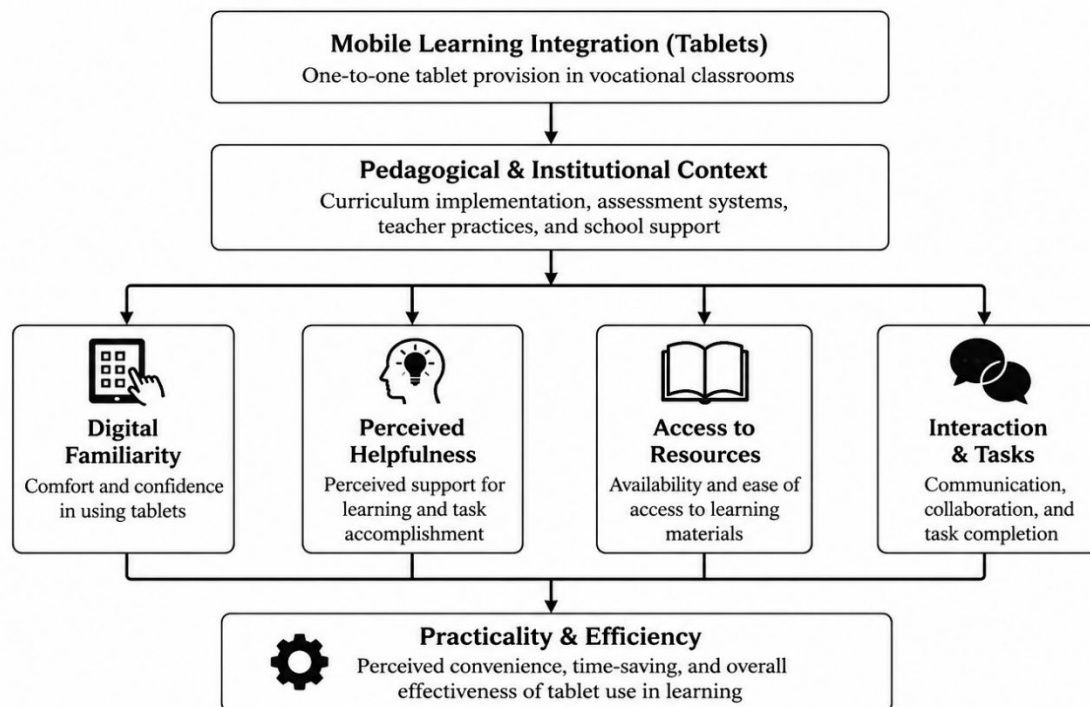 Mobile Learning Integration (Tablets)
One-to-one tablet provision in vocational classrooms
Pedagogical & Institutional Context
Curriculum implementation, assessment systems,
teacher practices, and school support
Digital
Familiarity
Comfort and confidence
in using tablets
Perceived
Helpfulness
Perceived support for
learning and task
accomplishment
Access to
Resources
Availability and ease of
access to learning
materials
Interaction
& Tasks
Communication,
collaboration, and
task completion
Practicality & Efficiency
Perceived convenience, time-saving, and overall
effectiveness of tablet use in learning